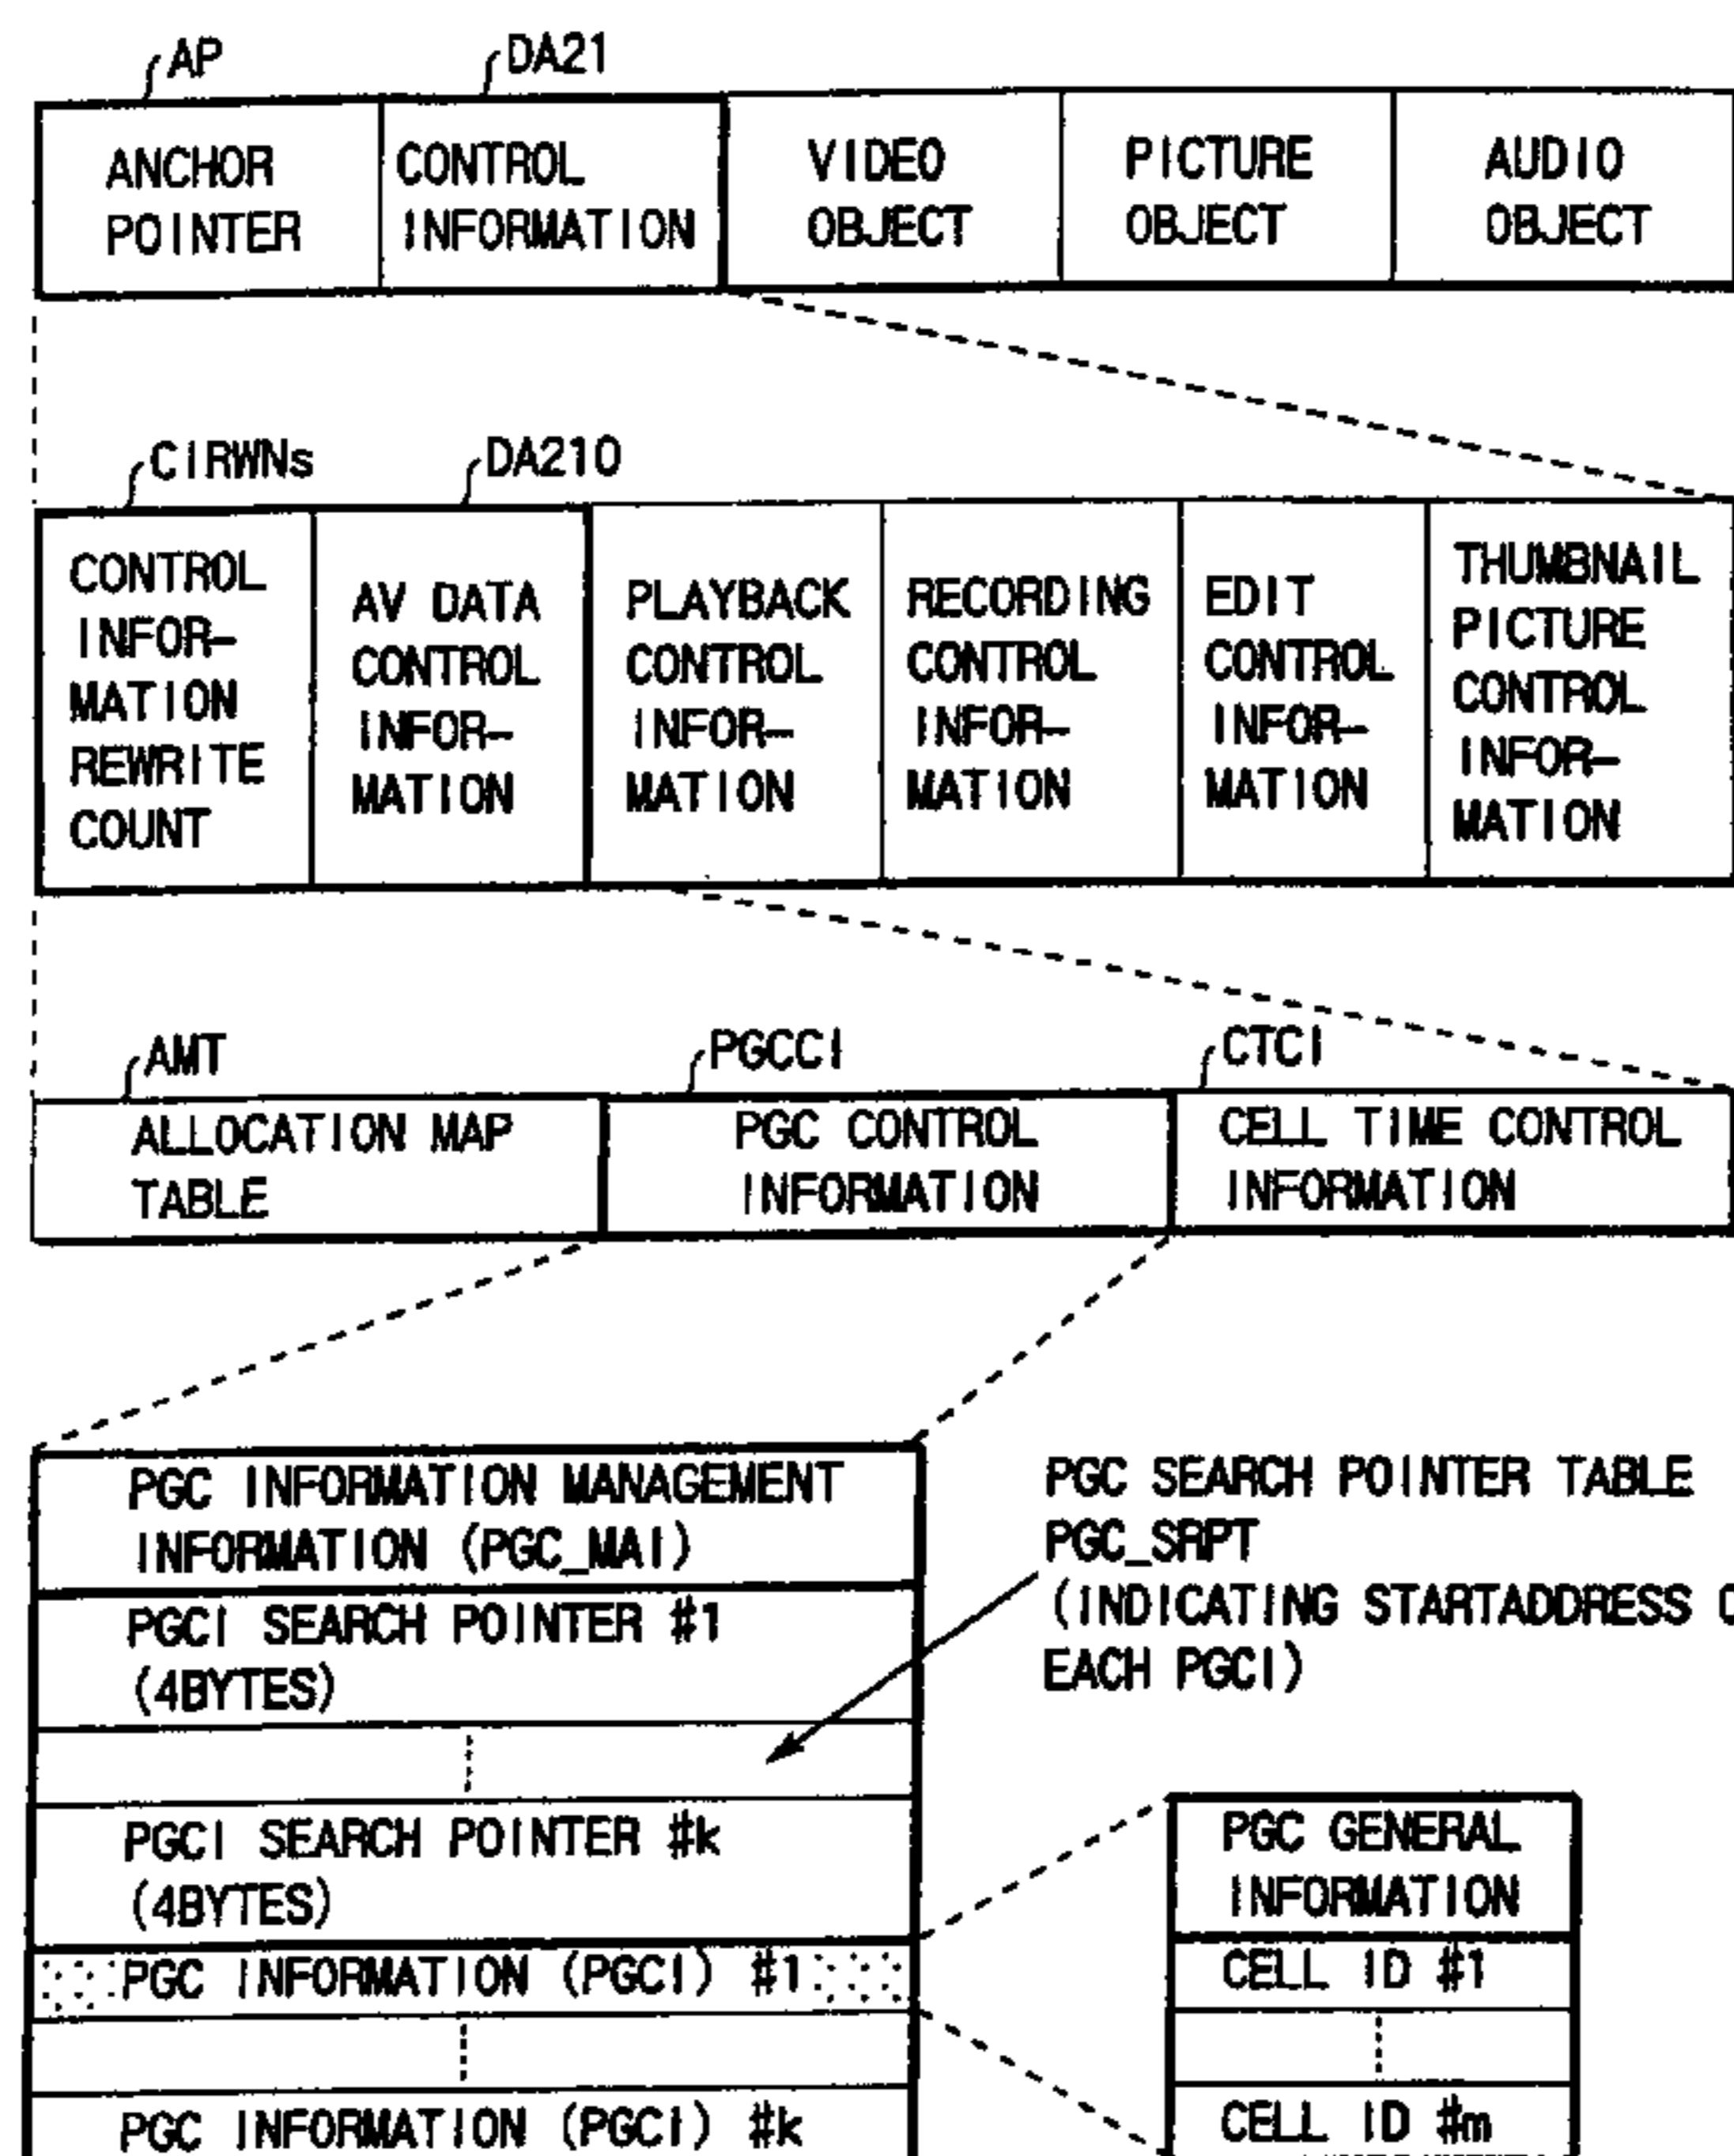 AP
DA21
ANCHOR
POINTER
CONTROL
INFORMATION
VIDEO
OBJECT
PICTURE
OBJECT
AUDIO
OBJECT
CIRWNs
DA210
CONTROL
INFOR-
MATION
REWRITE
COUNT
AV DATA
CONTROL
INFOR-
MATION
PLAYBACK
CONTROL
INFOR-
MATION
RECORDING
CONTROL
INFOR-
MATION
EDIT
CONTROL
INFOR-
MATION
THUMBNAIL
PICTURE
CONTROL
INFOR-
MATION
AMT
PGCCI
CTCI
ALLOCATION MAP
TABLE
PGC CONTROL
INFORMATION
CELL TIME CONTROL
INFORMATION
PGC INFORMATION MANAGEMENT
INFORMATION (PGC_MAI)
PGCI SEARCH POINTER #1
(4BYTES)
PGCI SEARCH POINTER #k
(4BYTES)
PGC INFORMATION (PGCI) #1
PGC INFORMATION (PGCI) #k
PGC SEARCH POINTER TABLE
PGC_SRPT
(INDICATING STARTADDRESS
EACH PGCI)
PGC GENERAL
INFORMATION
CELL ID #1
CELL ID #m